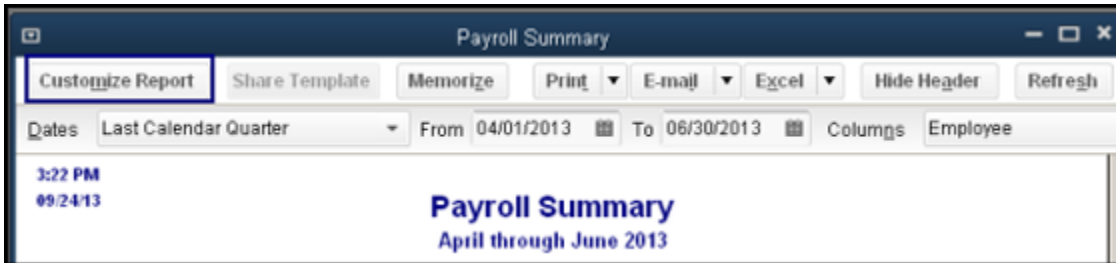 Payroll Summary
Customize Report Share Template Memorize Print E-mail Excel Hide Header Refresh
Dates Last Calendar Quarter From 04/01/2013 To 06/30/2013 Columns Employee
3:22 PM
09/24/13
Payroll Summary
April through June 2013